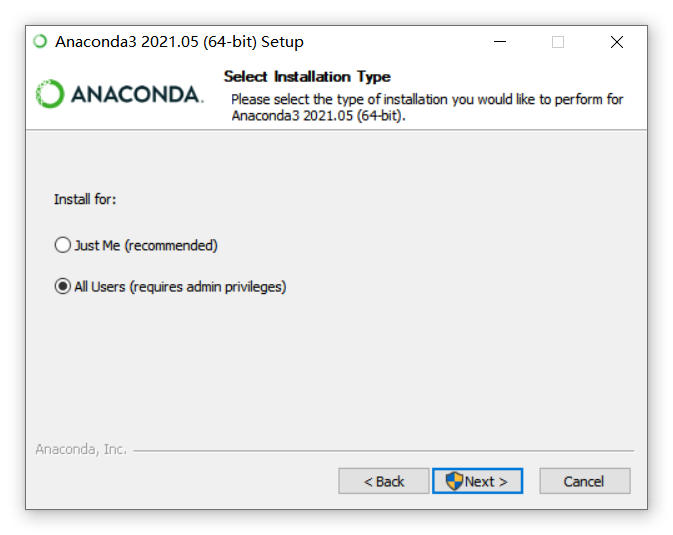 Anaconda3 2021.05 (64-bit) Setup
ANACONDA.
Select Installation Type
Please select the type of installation you would like to perform for
Anaconda3 2021.05 (64-bit).
Install for:
Just Me (recommended)
All Users (requires admin privileges)
Anaconda, Inc.
< Back
Next >
Cancel